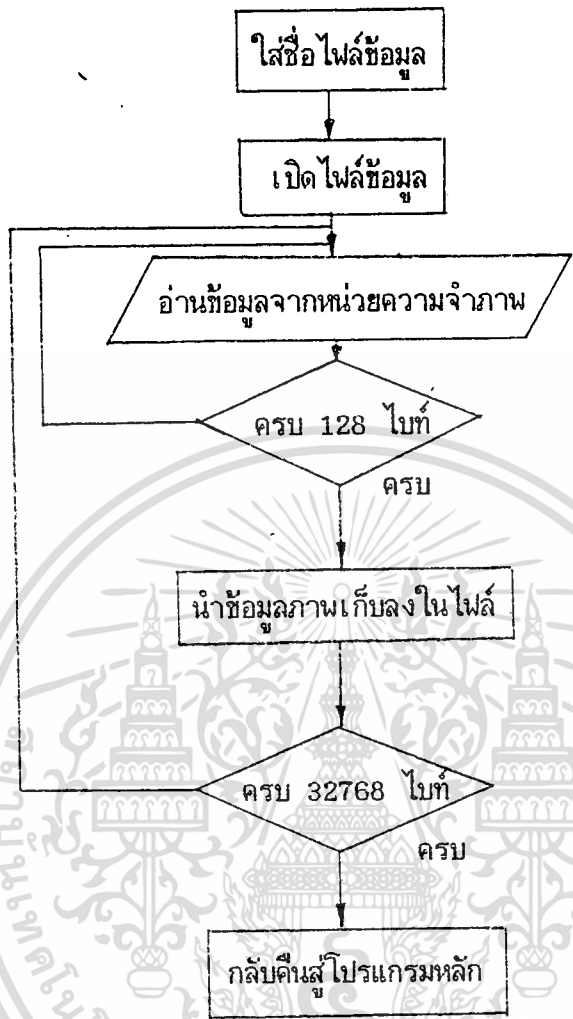 ใส่ชื่อไฟล์ข้อมูล
เปิดไฟล์ข้อมูล
อ่านข้อมูลจากหน่วยความจำภาพ
ครบ 128 ไบท์
ครบ
นำข้อมูลภาพเก็บลงในไฟล์
ครบ 32768 ไบท์
ครบ
กลับคืนสู่โปรแกรมหลัก